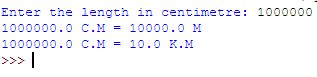 Enter the length in centimetre: 1000000
1000000.0 C.M = 10000.0 M
1000000.0 C.M = 10.0 K.M
>>>